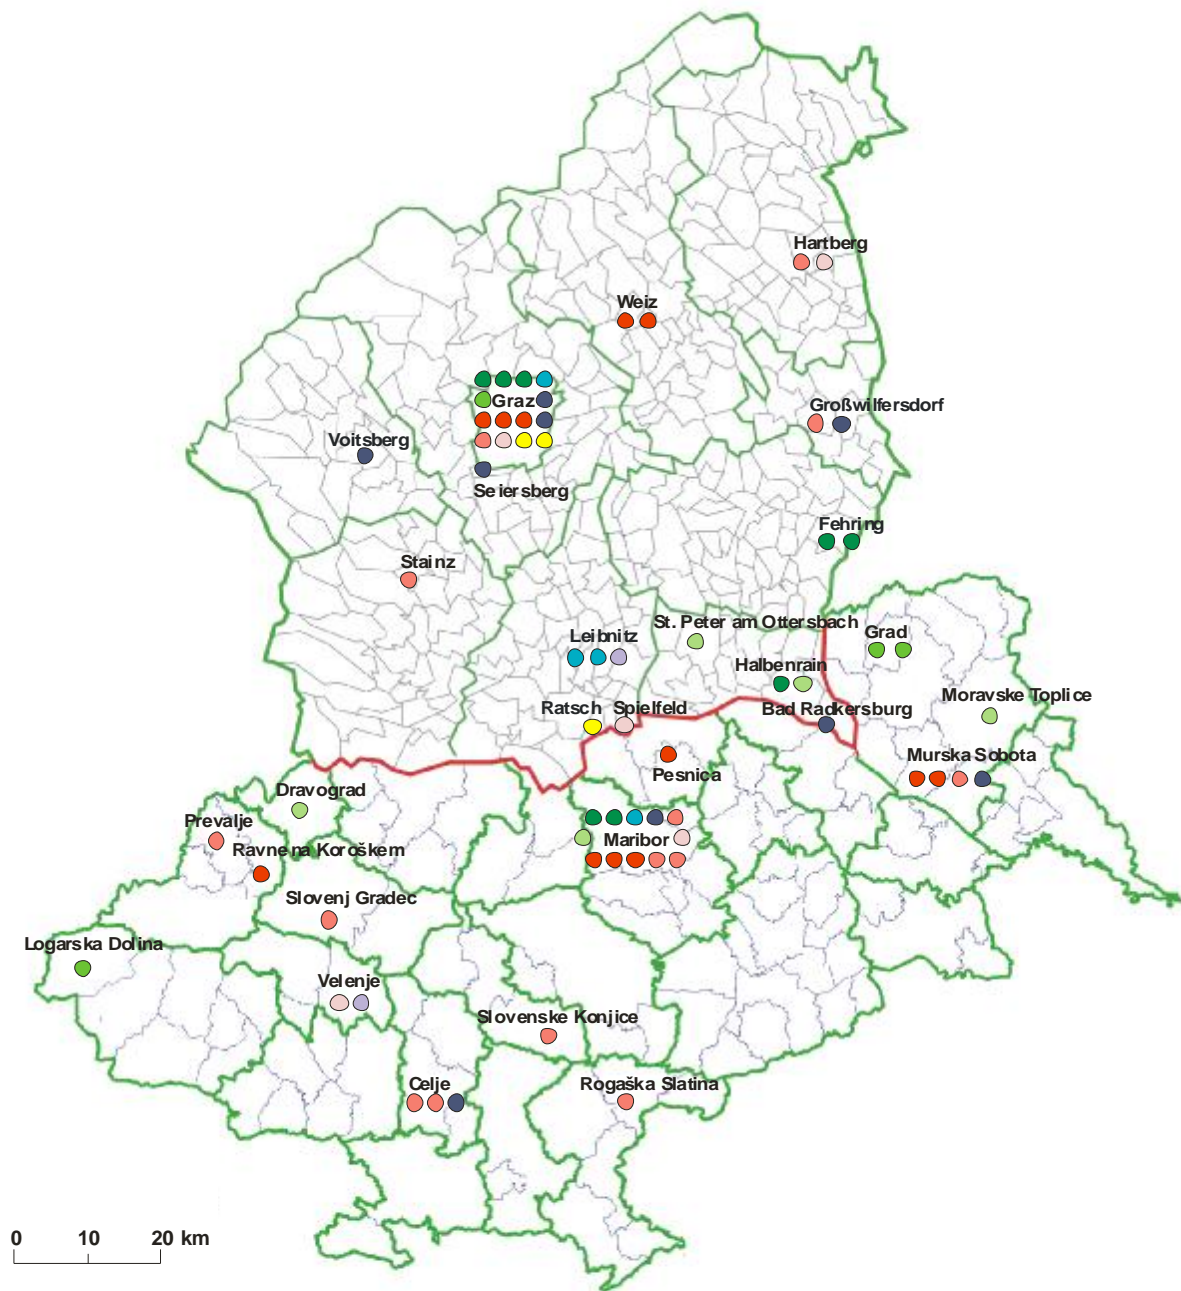 Hartberg
Weiz
Graz
Großwilfersdorf
Voitsberg
Seiersberg
Fehring
Stainz
St. Peter am Ottersbach
Grad
Leibnitz
Halbenrain
Moravske Toplice
Ratsch
Spielfeld
Bad Radkersburg
Murska Sobota
Pesnica
Dravograd
Prevalje
Maribor
Ravne na Koroškem
Slovenj Gradec
Logarska Dolina
Velenje
Slovenske Konjice
Celje
Rogaška Slatina
0 10 20 km